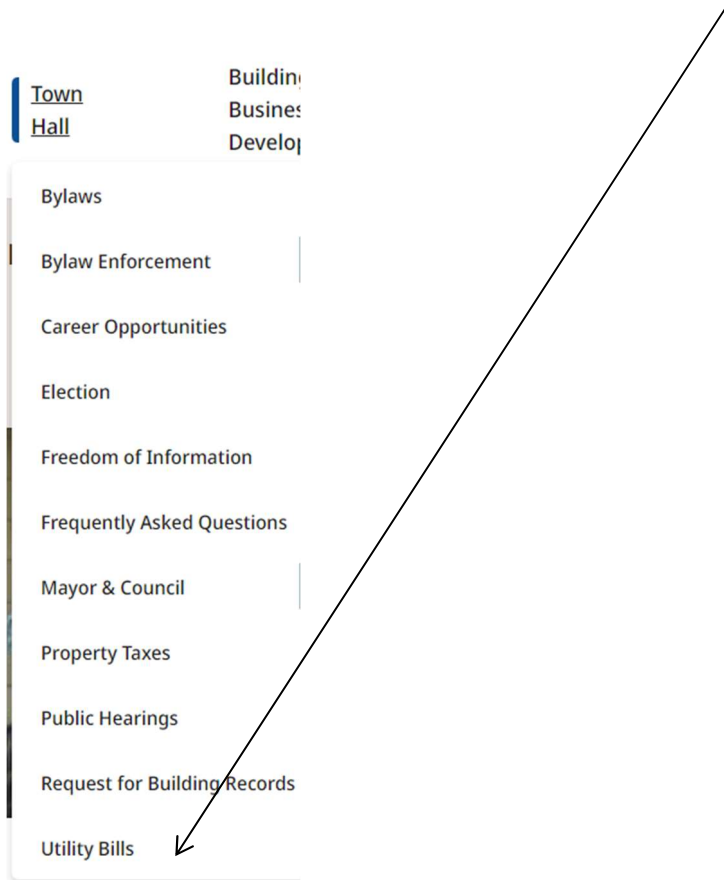 Town
Hall
Bylaws
Bylaw Enforcement
Career Opportunities
Election
Freedom of Information
Frequently Asked Questions
Mayor & Council
Property Taxes
Public Hearings
Request for Building Records
Utility Bills